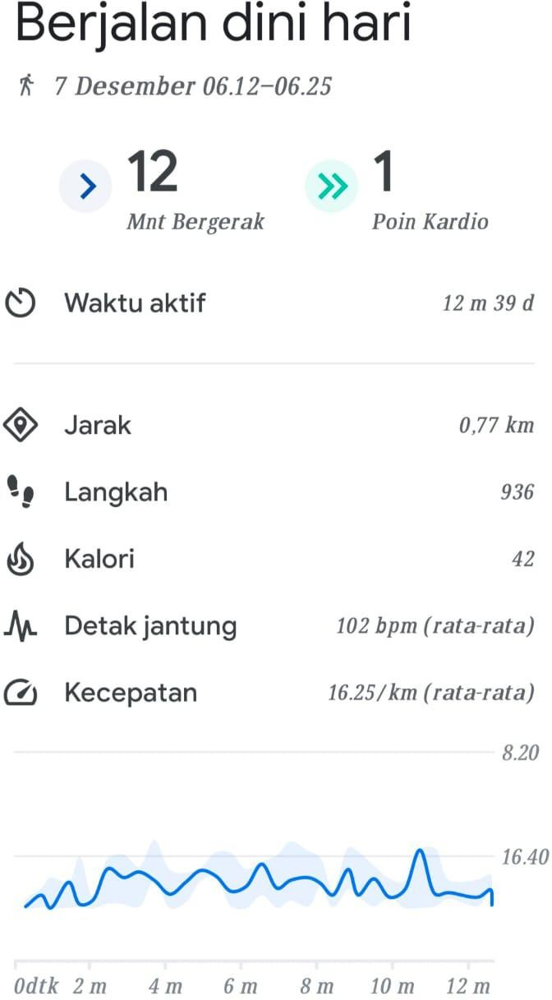 Berjalan dini hari
7 Desember 06.12–06.25
12
Mnt Bergerak
1
Poin Kardio
Waktu aktif 12 m 39 d
Jarak 0,77 km
Langkah 936
Kalori 42
Detak jantung 102 bpm (rata-rata)
Kecepatan 16.25/km (rata-rata)
8.20
16.40
0dtk 2 m 4 m 6 m 8 m 10 m 12 m